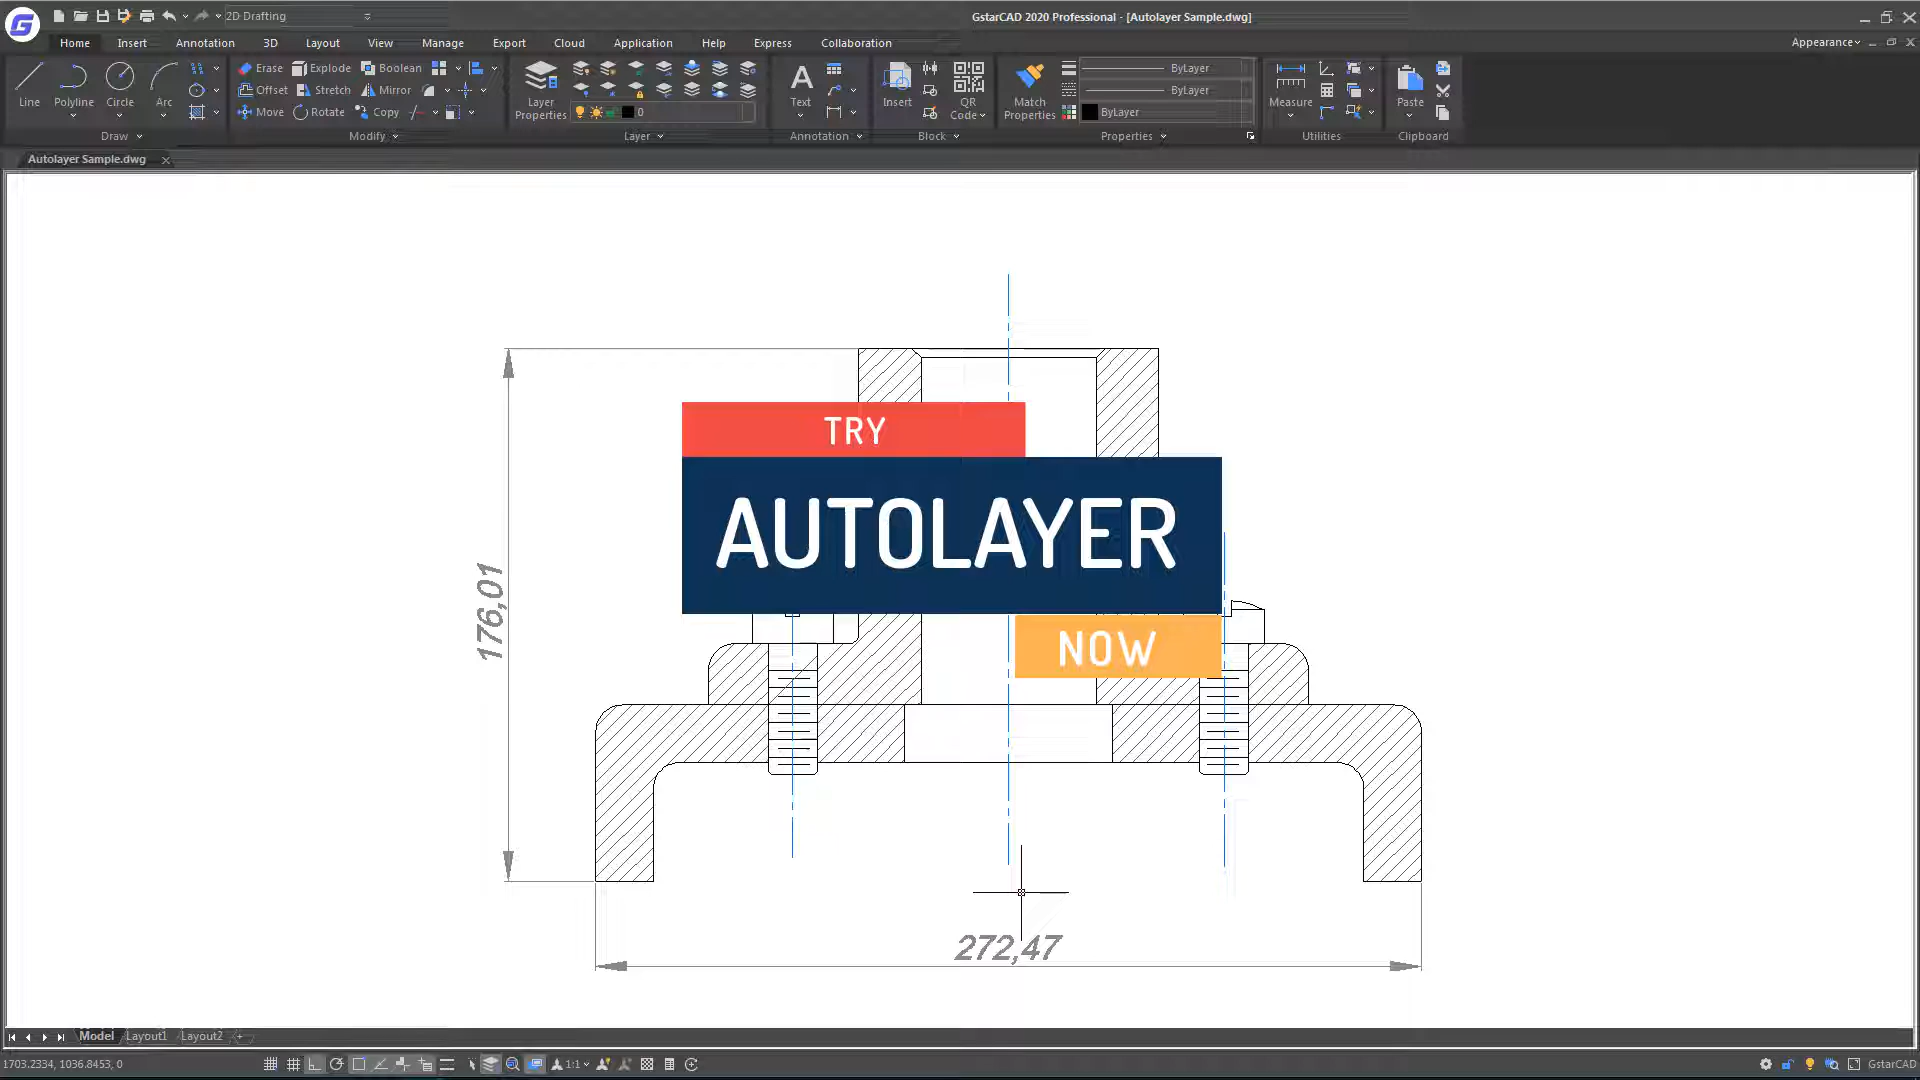 2D Drafting
GstarCAD 2020 Professional - [Autolayer Sample.dwg]
Home Insert Annotation 3D Layout View Manage Export Cloud Application Help Express Collaboration
Appearance
Line
Polyline
Circle
Arc
Draw
Erase Explode Boolean
Offset Stretch Mirror
Move Rotate Copy
Modify
Layer
Properties
0
Layer
A
Text
Annotation
Insert
QR
Code
Block
Match
Properties
ByLayer
ByLayer
ByLayer
Properties
Measure
Utilities
Paste
Clipboard
Autolayer Sample.dwg
TRY
AUTOLAYER
NOW
176,01
272,47
Model Layout1 Layout2 +
1703.2334, 1036.8453, 0
1:1
GstarCAD